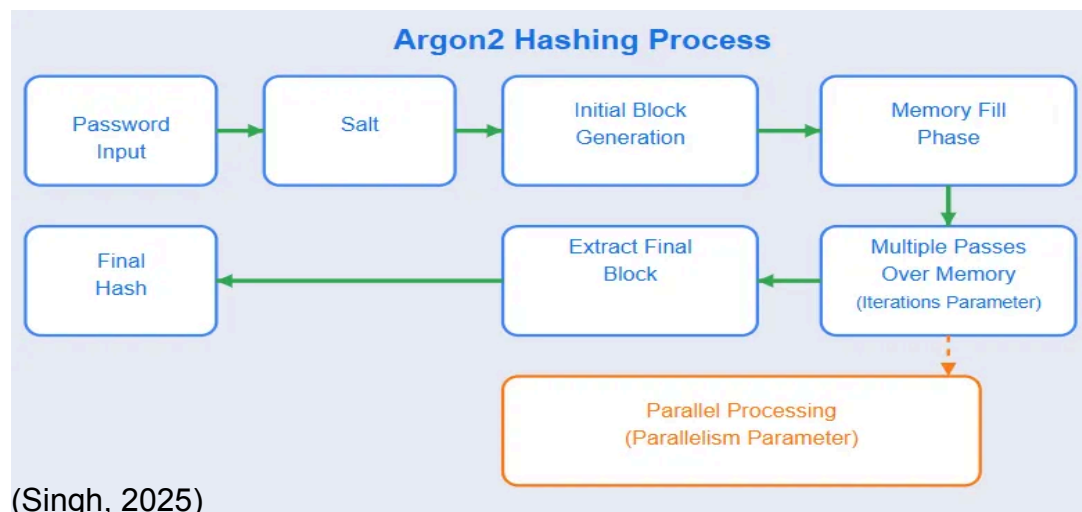 Argon2 Hashing Process
Password
Input
Salt
Initial Block
Generation
Memory Fill
Phase
Multiple Passes
Over Memory
(Iterations Parameter)
Extract Final
Block
Final
Hash
Parallel Processing
(Parallelism Parameter)
(Singh, 2025)